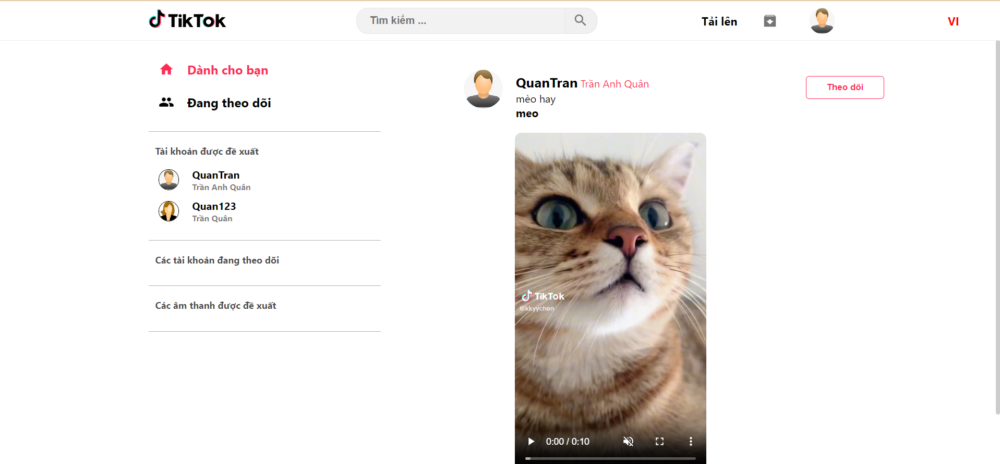 TikTok
Tìm kiếm ...
Tải lên
VI
Dành cho bạn
Đang theo dõi
Tài khoản được đề xuất
QuanTran
Trần Anh Quân
Quan123
Trần Quân
Các tài khoản đang theo dõi
Các âm thanh được đề xuất
QuanTran Trần Anh Quân
mèo hay
meo
Theo dõi
TikTok
@kkyychen
0:00 / 0:10